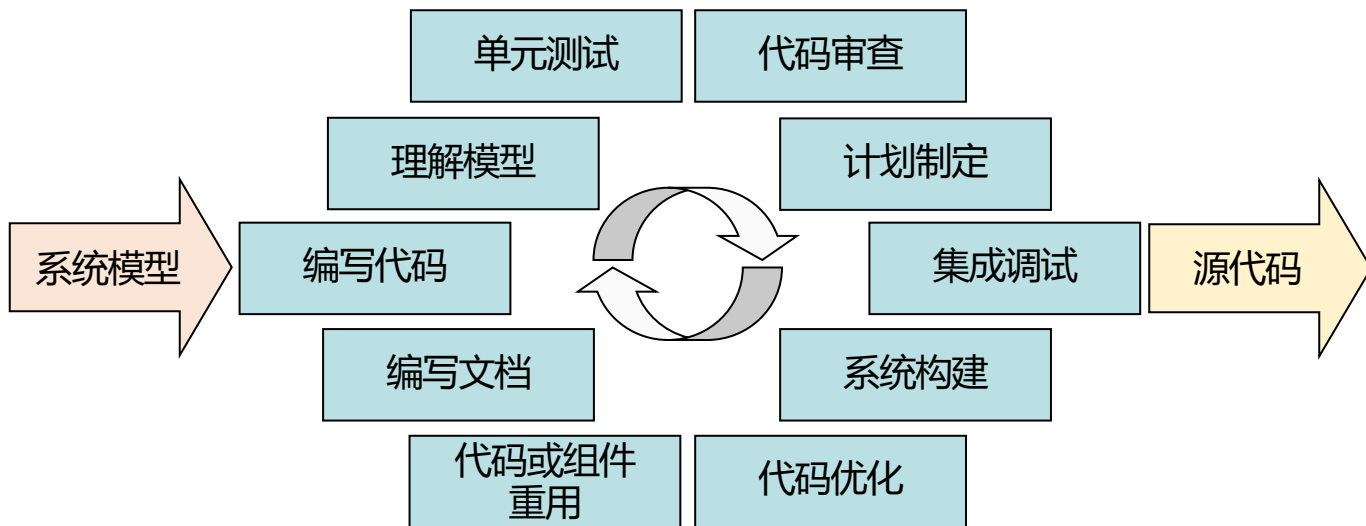 单元测试
代码审查
理解模型
计划制定
系统模型
编写代码
集成调试
源代码
编写文档
系统构建
代码或组件
重用
代码优化